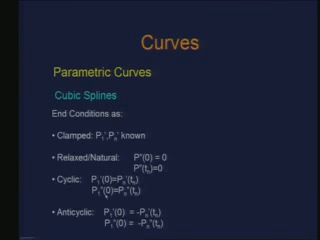 Curves
Parametric Curves
Cubic Splines
End Conditions as:
• Clamped: P₁',Pₙ' known
• Relaxed/Natural: P"(0) = 0
P"(tₙ)=0
• Cyclic: P₁'(0)=Pₙ'(tₙ)
P₁"(0)=Pₙ"(tₙ)
• Anticyclic: P₁'(0) = -Pₙ'(tₙ)
P₁"(0) = -Pₙ"(tₙ)